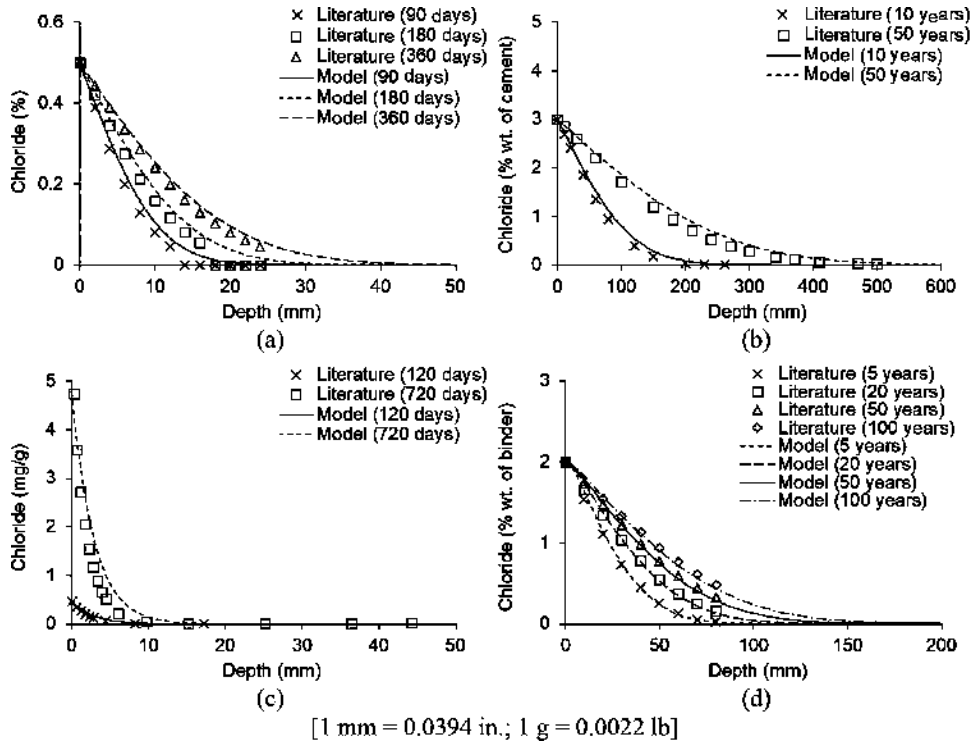 × Literature (90 days)
□ Literature (180 days)
△ Literature (360 days)
Model (90 days)
Model (180 days)
Model (360 days)
0.6
0.4
0.2
0
Chloride (%)
0 10 20 30 40 50
Depth (mm)
(a)
× Literature (10 years)
□ Literature (50 years)
Model (10 years)
Model (50 years)
5
4
3
2
1
0
Chloride (% wt. of cement)
0 100 200 300 400 500 600
Depth (mm)
(b)
× Literature (120 days)
□ Literature (720 days)
Model (120 days)
Model (720 days)
5
4
3
2
1
0
Chloride (mg/g)
0 10 20 30 40 50
Depth (mm)
(c)
× Literature (5 years)
□ Literature (20 years)
△ Literature (50 years)
◇ Literature (100 years)
Model (5 years)
Model (20 years)
Model (50 years)
Model (100 years)
3
2
1
0
Chloride (% wt. of binder)
0 50 100 150 200
Depth (mm)
(d)
[1 mm = 0.0394 in.; 1 g = 0.0022 lb]